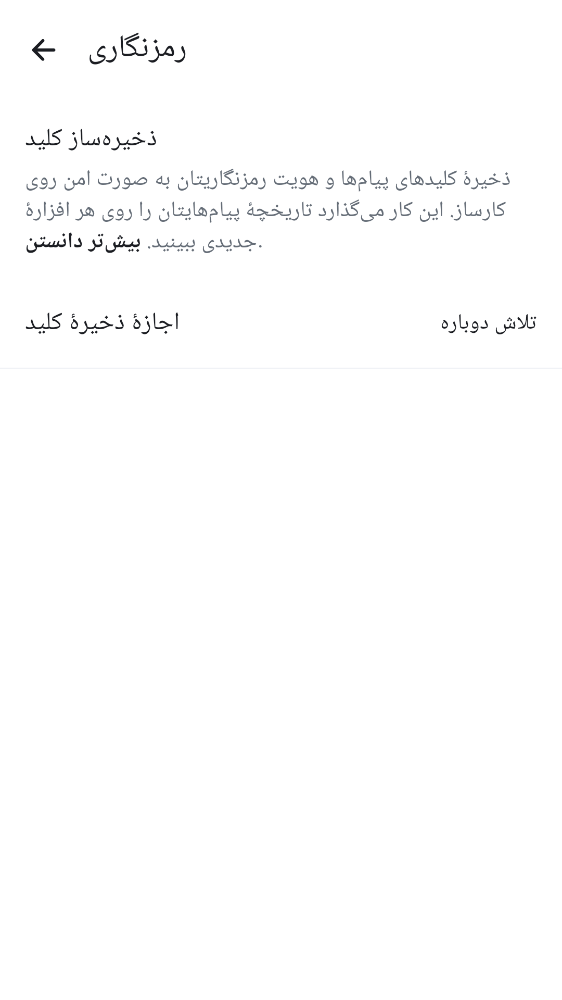 رمزنگاری
ذخیره‌ساز کلید
ذخیرهٔ کلیدهای پیام‌ها و هویت رمزنگاریتان به صورت امن روی
کارساز. این کار می‌گذارد تاریخچهٔ پیام‌هایتان را روی هر افزارهٔ
جدیدی ببینید. بیش‌تر دانستن.
اجازهٔ ذخیرهٔ کلید
تلاش دوباره